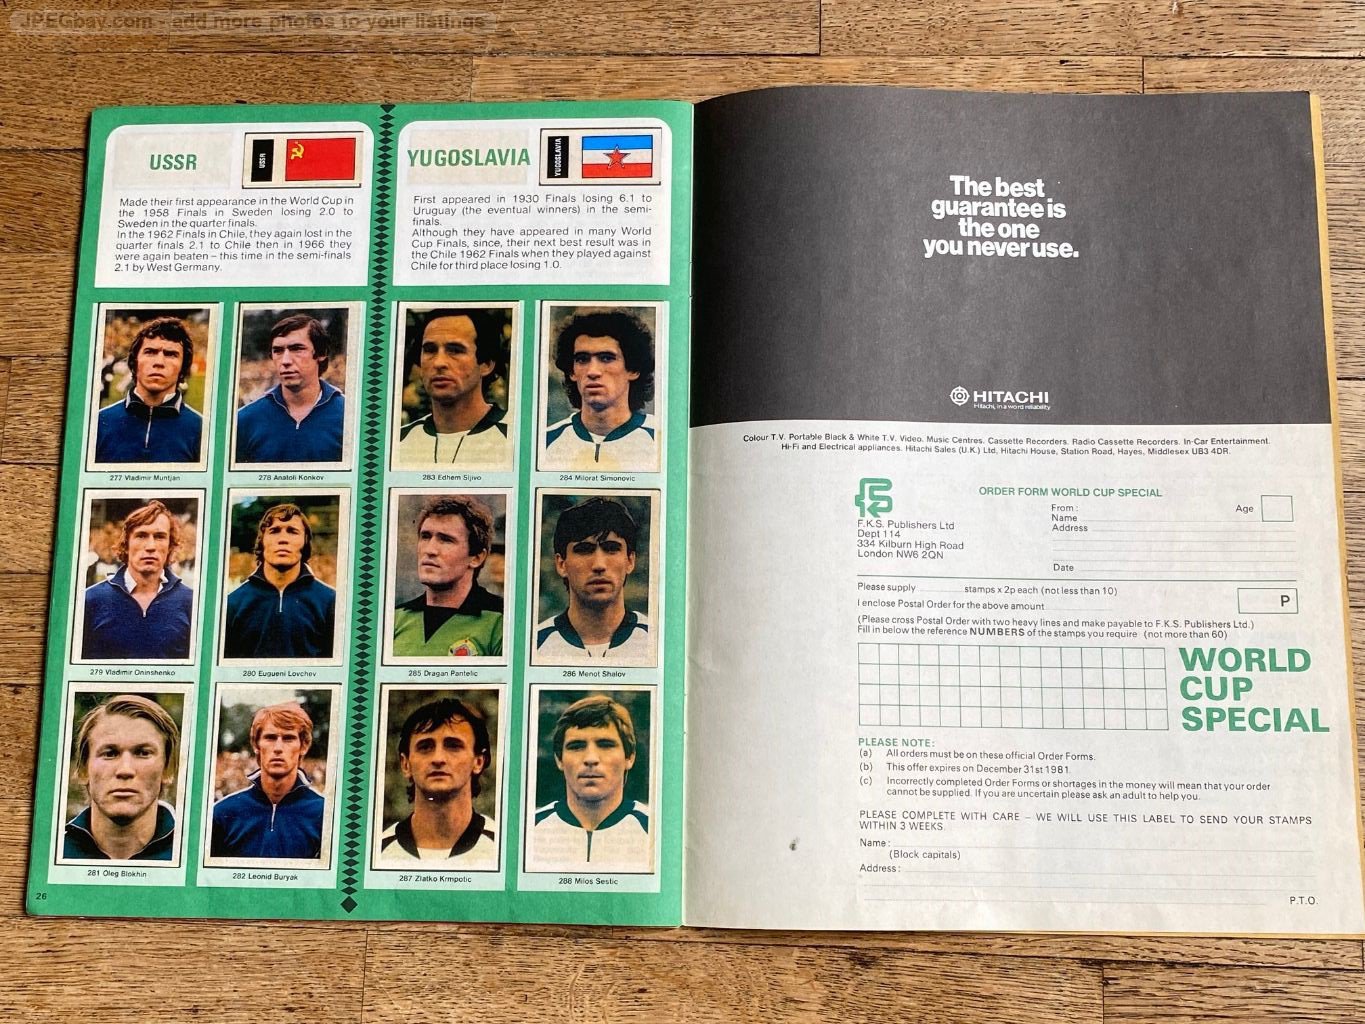 JPEGbay.com - add more photos to your listings
USSR
USSR
Made their first appearance in the World Cup in
the 1958 Finals in Sweden losing 2.0 to
Sweden in the quarter finals.
In the 1962 Finals in Chile, they again lost in the
quarter finals 2.1 to Chile then in 1966 they
were again beaten – this time in the semi-finals
2.1 by West Germany.
YUGOSLAVIA
YUGOSLAVIA
First appeared in 1930 Finals losing 6.1 to
Uruguay (the eventual winners) in the semi-
finals.
Although they have appeared in many World
Cup Finals, since, their next best result was in
the Chile 1962 Finals when they played against
Chile for third place losing 1.0.
277 Vladimir Muntjan
278 Anatoli Konkov
283 Edhem Sljivo
284 Milorat Simonovic
279 Vladimir Oninshenko
280 Eugueni Lovchev
285 Dragan Pantelic
286 Menot Shalov
281 Oleg Blokhin
282 Leonid Buryak
287 Zlatko Krmpotic
288 Milos Sestic
26
The best
guarantee is
the one
you never use.
HITACHI
Hitachi, in a word reliability
Colour T.V. Portable Black & White T.V. Video. Music Centres. Cassette Recorders. Radio Cassette Recorders. In-Car Entertainment.
Hi-Fi and Electrical appliances. Hitachi Sales (U.K.) Ltd, Hitachi House, Station Road, Hayes, Middlesex UB3 4DR.
FKS
F.K.S. Publishers Ltd
Dept 114
334 Kilburn High Road
London NW6 2QN
ORDER FORM WORLD CUP SPECIAL
From:
Name
Address
Age
Date
Please supply stamps x 2p each (not less than 10)
I enclose Postal Order for the above amount
P
(Please cross Postal Order with two heavy lines and make payable to F.K.S. Publishers Ltd.)
Fill in below the reference NUMBERS of the stamps you require (not more than 60)
WORLD
CUP
SPECIAL
PLEASE NOTE:
(a) All orders must be on these official Order Forms.
(b) This offer expires on December 31st 1981.
(c) Incorrectly completed Order Forms or shortages in the money will mean that your order
cannot be supplied. If you are uncertain please ask an adult to help you.
PLEASE COMPLETE WITH CARE – WE WILL USE THIS LABEL TO SEND YOUR STAMPS
WITHIN 3 WEEKS.
Name:
(Block capitals)
Address:
P.T.O.